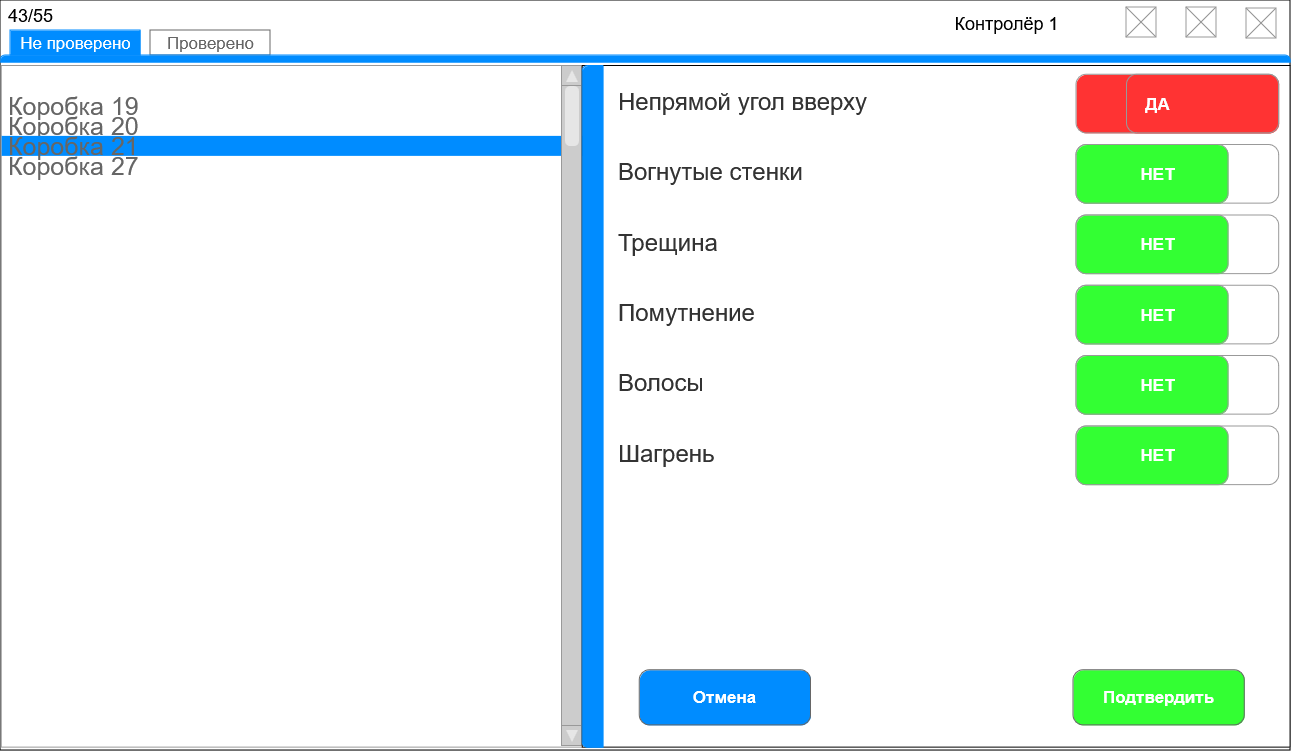 43/55
Контролёр 1
Не проверено
Проверено
Коробка 19
Коробка 20
Коробка 21
Коробка 27
Непрямой угол вверху
ДА
Вогнутые стенки
НЕТ
Трещина
НЕТ
Помутнение
НЕТ
Волосы
НЕТ
Шагрень
НЕТ
Отмена
Подтвердить